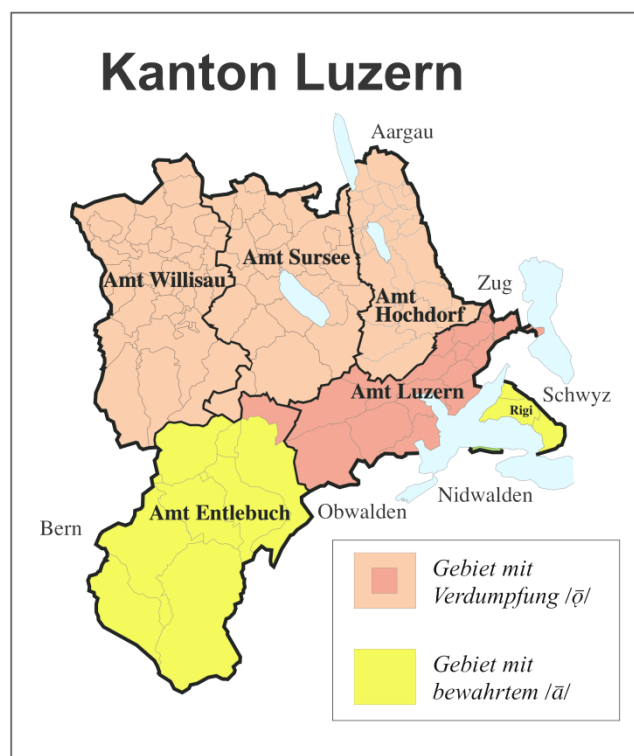 Kanton Luzern
Aargau
Amt Sursee
Amt Willisau
Zug
Amt
Hochdorf
Amt Luzern
Schwyz
Rigi
Nidwalden
Obwalden
Amt Entlebuch
Bern
Gebiet mit
Verdumpfung /ọ̄/
Gebiet mit
bewahrtem /ā/